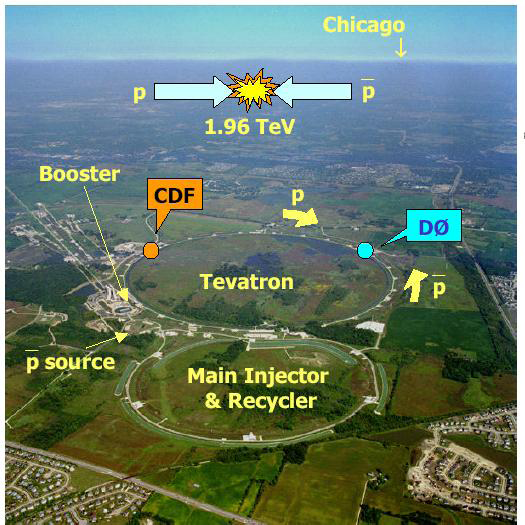 Chicago
p
p̅
1.96 TeV
Booster
CDF
p
DØ
Tevatron
p̅
p̅ source
Main Injector
& Recycler